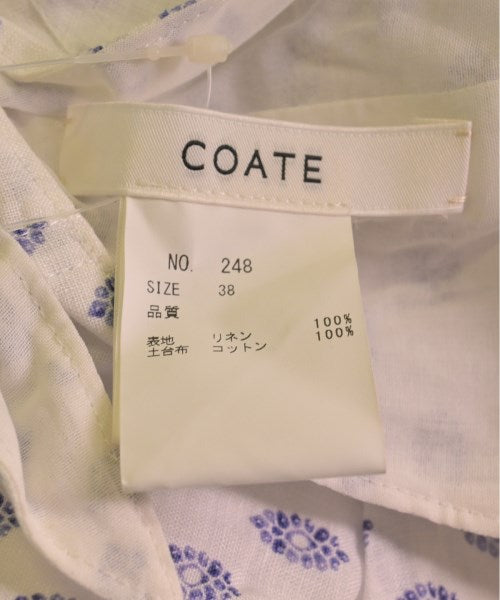 COATE
NO. 248
SIZE 38
品質
表地 リネン 100%
土台布 コットン 100%